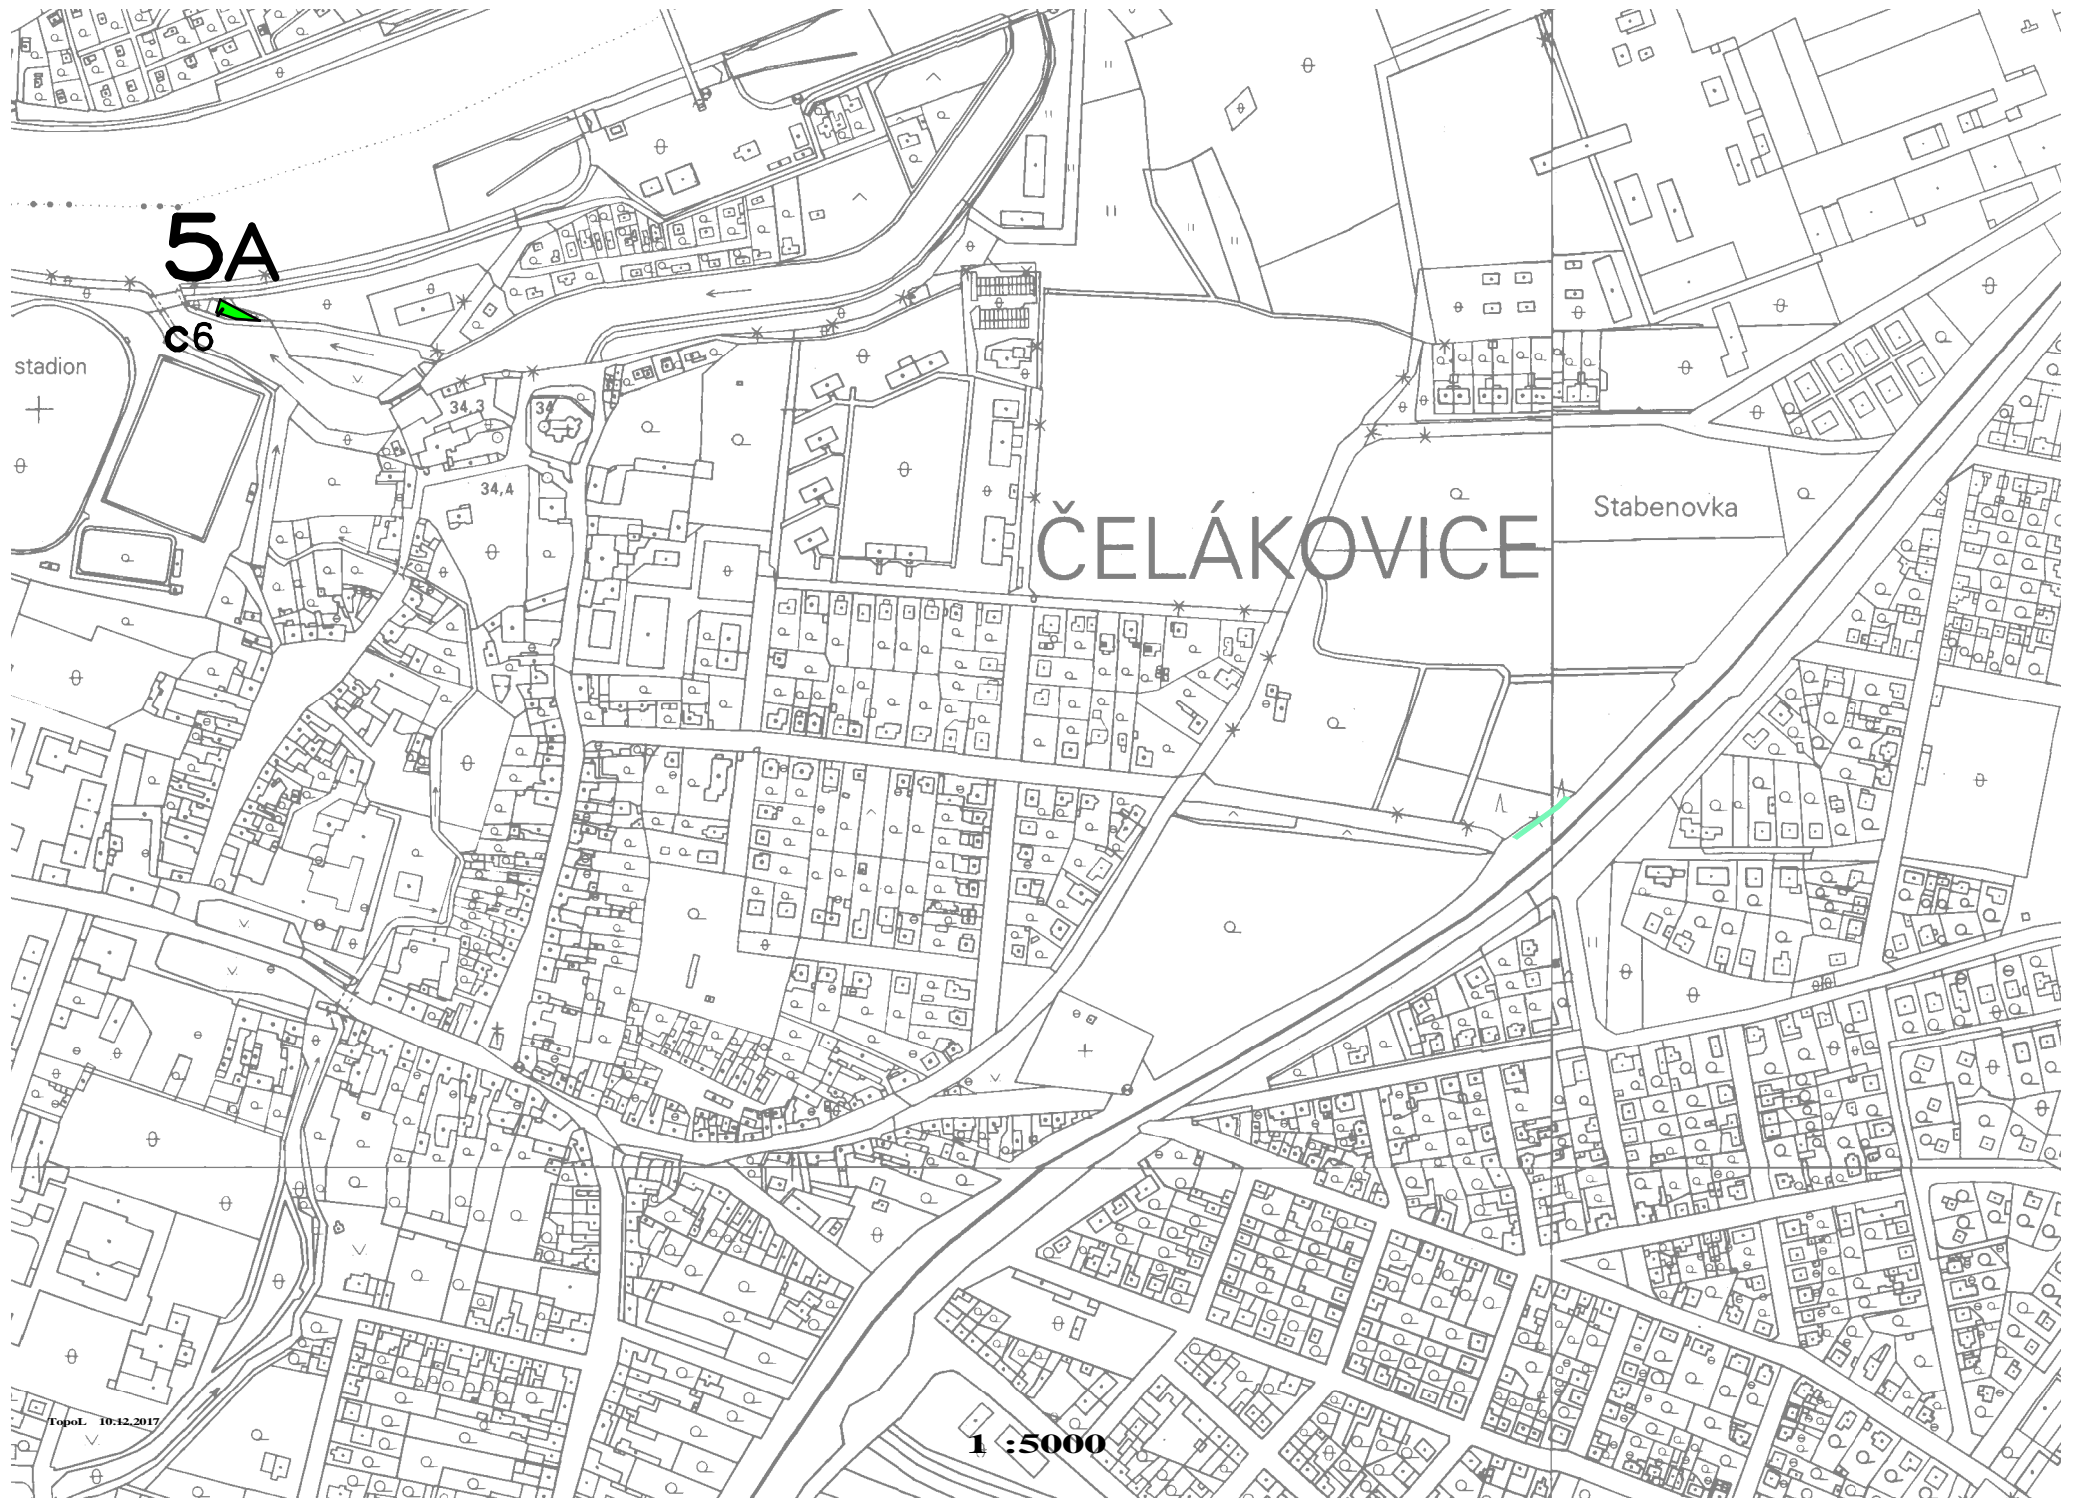 5A
c6
stadion
34,3
34
34,4
ČELÁKOVICE
Stabenovka
TopoL 10.12.2017
1 :5000